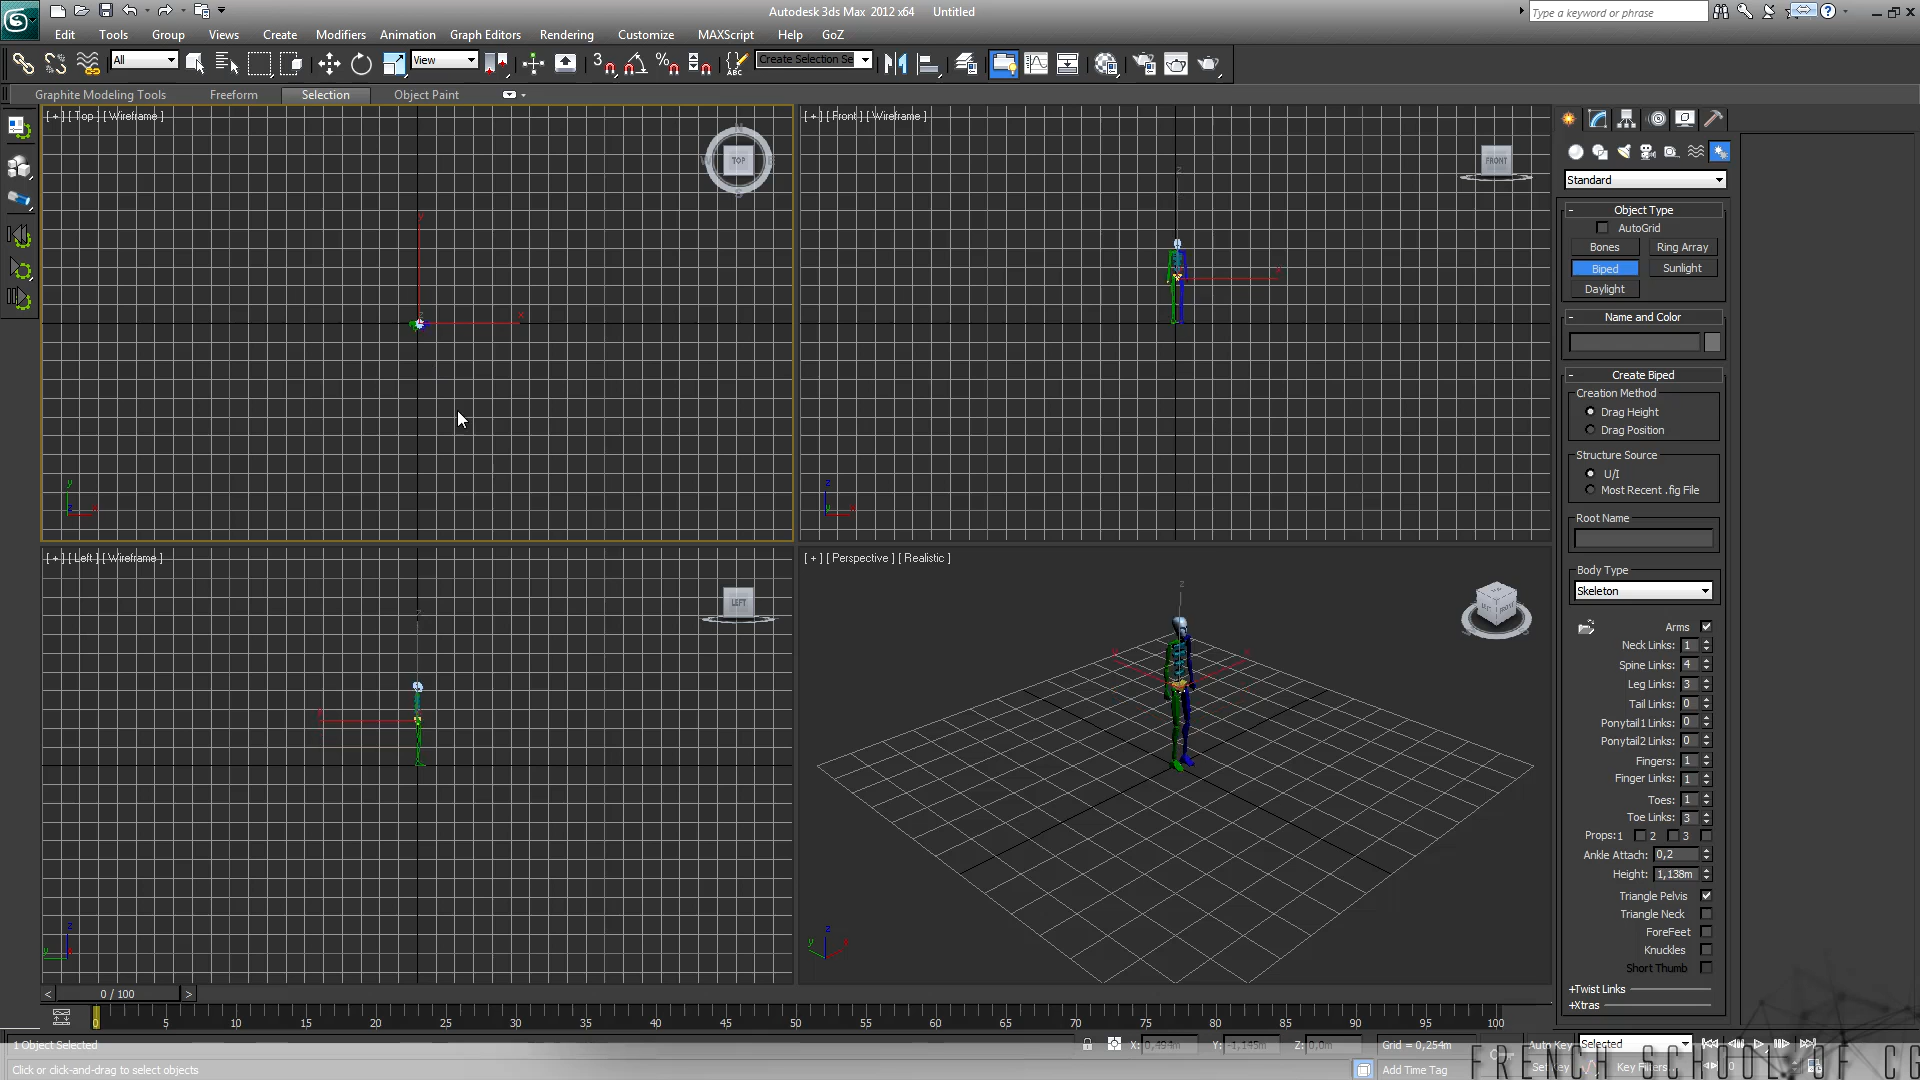 Autodesk 3ds Max 2012 x64 Untitled
Type a keyword or phrase
Edit Tools Group Views Create Modifiers Animation Graph Editors Rendering Customize MAXScript Help GoZ
All View Create Selection Se
Graphite Modeling Tools Freeform Selection Object Paint
[ + ] [ Top ] [ Wireframe ]
TOP
[ + ] [ Front ] [ Wireframe ]
FRONT
[ + ] [ Left ] [ Wireframe ]
LEFT
[ + ] [ Perspective ] [ Realistic ]
Standard
- Object Type
AutoGrid
Bones Ring Array
Biped Sunlight
Daylight
- Name and Color
- Create Biped
Creation Method
Drag Height
Drag Position
Structure Source
U/I
Most Recent .fig File
Root Name
Body Type
Skeleton
Arms
Neck Links: 1
Spine Links: 4
Leg Links: 3
Tail Links: 0
Ponytail1 Links: 0
Ponytail2 Links: 0
Fingers: 1
Finger Links: 1
Toes: 1
Toe Links: 3
Props: 1 2 3
Ankle Attach: 0,2
Height: 1,138m
Triangle Pelvis
Triangle Neck
ForeFeet
Knuckles
Short Thumb
+Twist Links
+Xtras
< 0 / 100 >
0 5 10 15 20 25 30 35 40 45 50 55 60 65 70 75 80 85 90 95 100
1 Object Selected X: 0,494m Y: -1,145m Z: 0,0m Grid = 0,254m Auto Key Selected
Click or click-and-drag to select objects Add Time Tag Set Key Key Filters... 0
FRENCH SCHOOL OF CG